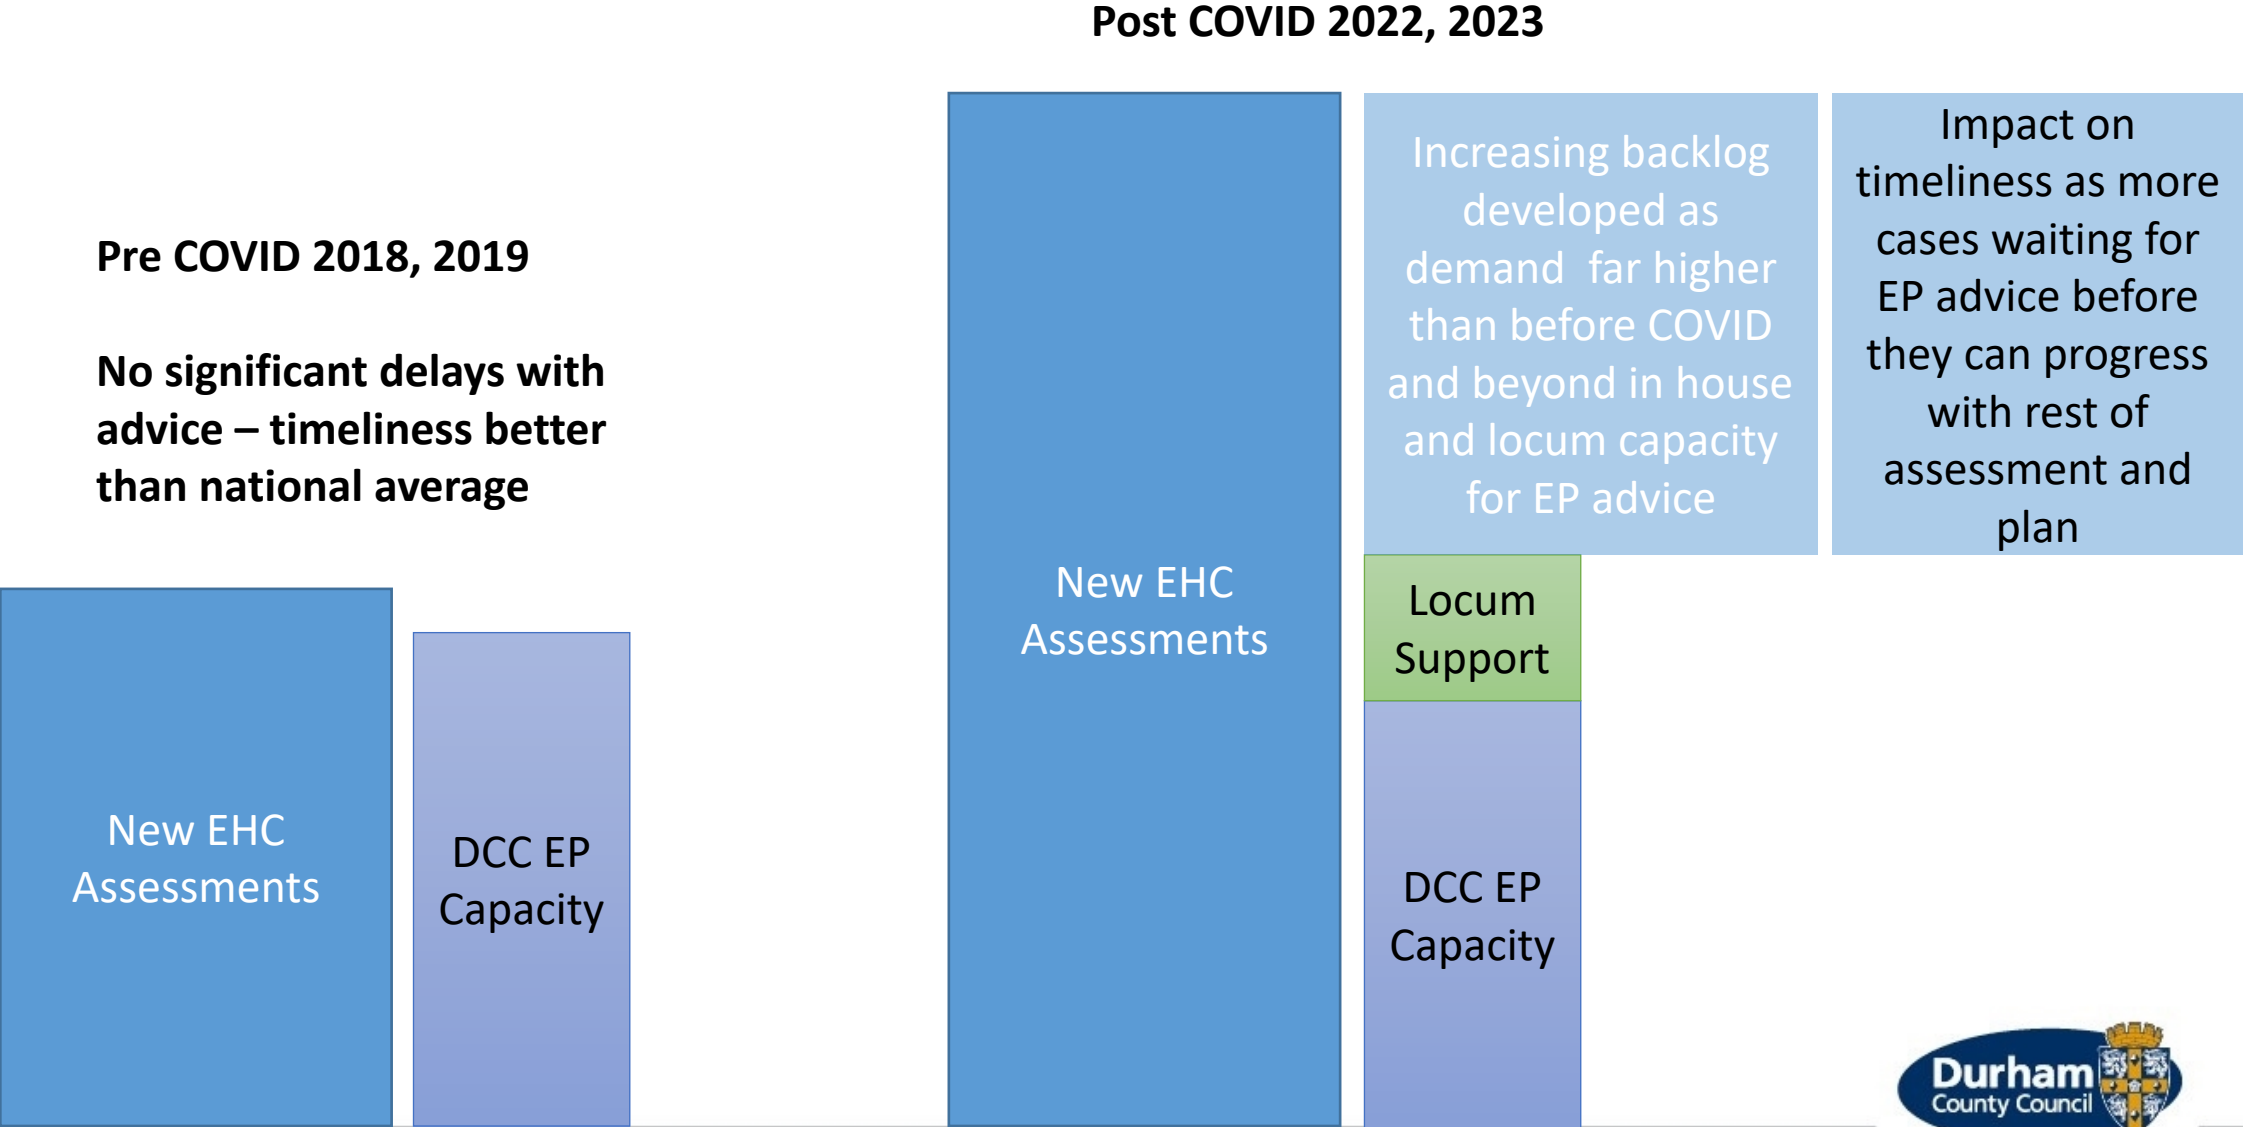 Post COVID 2022, 2023
Pre COVID 2018, 2019
No significant delays with
advice – timeliness better
than national average
New EHC
Assessments
DCC EP
Capacity
New EHC
Assessments
Increasing backlog
developed as
demand far higher
than before COVID
and beyond in house
and locum capacity
for EP advice
Impact on
timeliness as more
cases waiting for
EP advice before
they can progress
with rest of
assessment and
plan
Locum
Support
DCC EP
Capacity
Durham
County Council